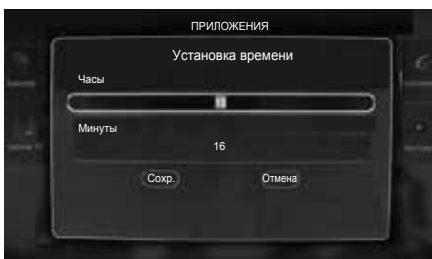 ПРИЛОЖЕНИЯ
Установка времени
Часы
Минуты
16
Сохр.
Отмена